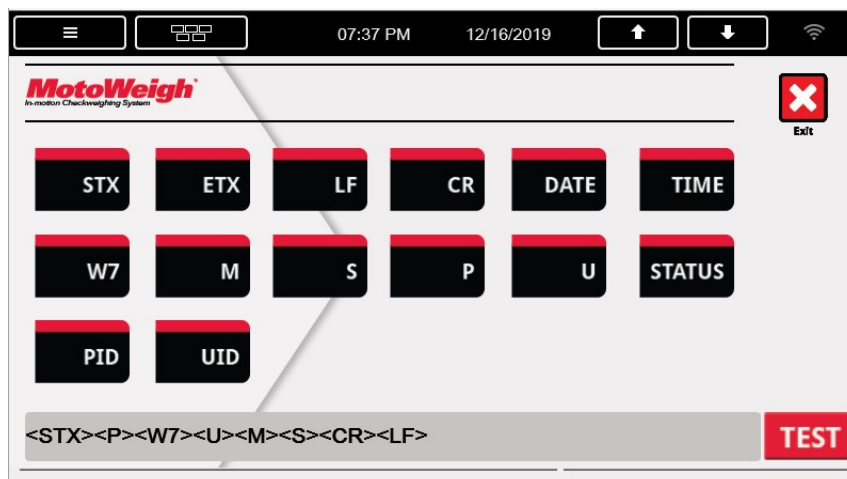 07:37 PM 12/16/2019
MotoWeigh
In-motion Checkweighing System
Exit
STX ETX LF CR DATE TIME
W7 M S P U STATUS
PID UID
<STX><P><W7><U><M><S><CR><LF> TEST